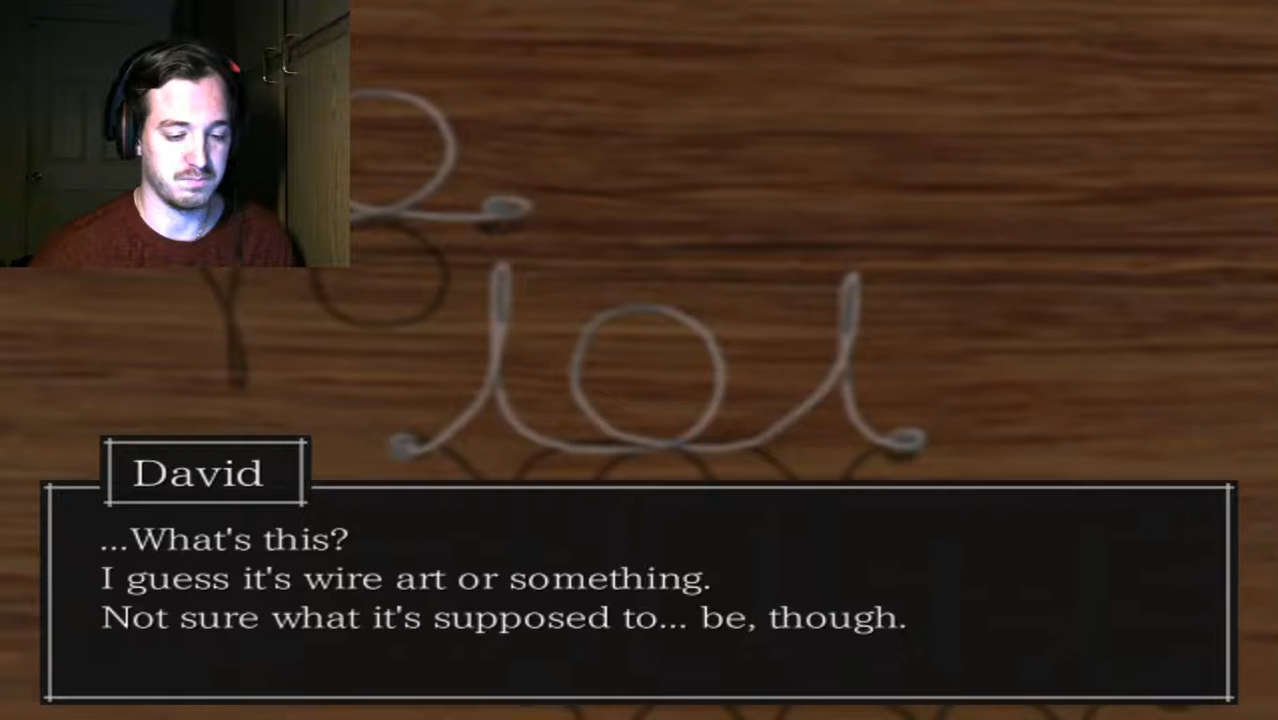 David
...What's this?
I guess it's wire art or something.
Not sure what it's supposed to... be, though.